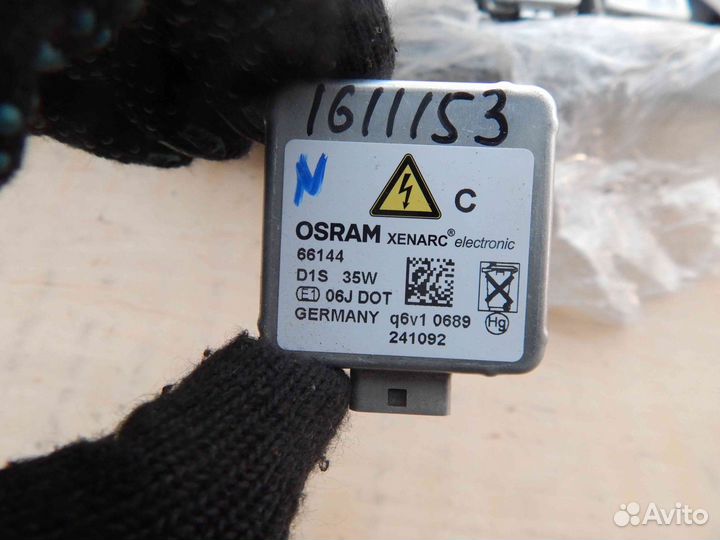 1611153
N
C
OSRAM XENARC® electronic
66144
D1S 35W
E1 06J DOT
GERMANY q6v1 0689
Hg
241092
Avito